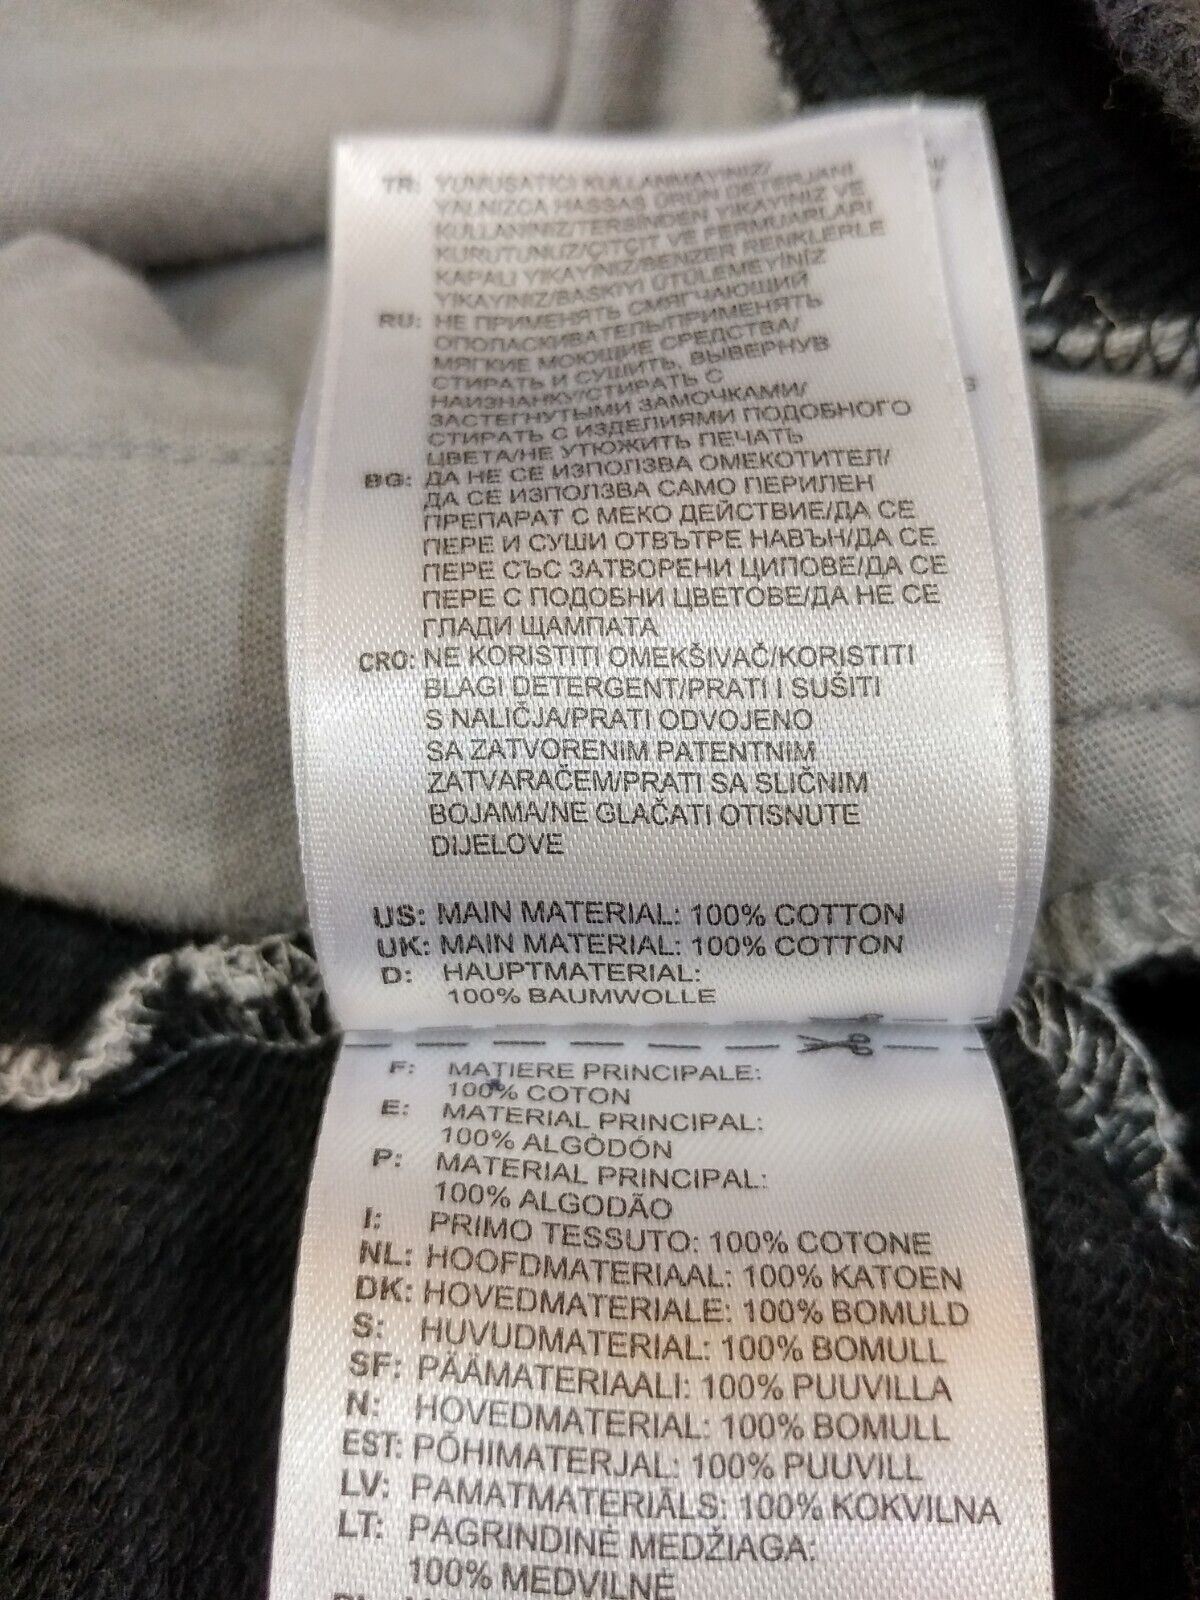 TR: YUMUŞATICI KULLANMAYINIZ/
YALNIZCA HASSAS ÜRÜN DETERJANI
KULLANINIZ/TERSİNDEN YIKAYINIZ VE
KURUTUNUZ/ÇITÇIT VE FERMUARLARI
KAPALI YIKAYINIZ/BENZER RENKLERLE
YIKAYINIZ/BASKIYI ÜTÜLEMEYİNİZ
RU: НЕ ПРИМЕНЯТЬ СМЯГЧАЮЩИЙ
ОПОЛАСКИВАТЕЛЬ/ПРИМЕНЯТЬ
МЯГКИЕ МОЮЩИЕ СРЕДСТВА/
СТИРАТЬ И СУШИТЬ, ВЫВЕРНУВ
НАИЗНАНКУ/СТИРАТЬ С
ЗАСТЕГНУТЫМИ ЗАМОЧКАМИ/
СТИРАТЬ С ИЗДЕЛИЯМИ ПОДОБНОГО
ЦВЕТА/НЕ УТЮЖИТЬ ПЕЧАТЬ
BG: ДА НЕ СЕ ИЗПОЛЗВА ОМЕКОТИТЕЛ/
ДА СЕ ИЗПОЛЗВА САМО ПЕРИЛЕН
ПРЕПАРАТ С МЕКО ДЕЙСТВИЕ/ДА СЕ
ПЕРЕ И СУШИ ОТВЪТРЕ НАВЪН/ДА СЕ
ПЕРЕ СЪС ЗАТВОРЕНИ ЦИПОВЕ/ДА СЕ
ПЕРЕ С ПОДОБНИ ЦВЕТОВЕ/ДА НЕ СЕ
ГЛАДИ ЩАМПАТА
CRO: NE KORISTITI OMEKŠIVAČ/KORISTITI
BLAGI DETERGENT/PRATI I SUŠITI
S NALIČJA/PRATI ODVOJENO
SA ZATVORENIM PATENTNIM
ZATVARAČEM/PRATI SA SLIČNIM
BOJAMA/NE GLAČATI OTISNUTE
DIJELOVE
US: MAIN MATERIAL: 100% COTTON
UK: MAIN MATERIAL: 100% COTTON
D: HAUPTMATERIAL:
100% BAUMWOLLE
F: MATIERE PRINCIPALE:
100% COTON
E: MATERIAL PRINCIPAL:
100% ALGODÓN
P: MATERIAL PRINCIPAL:
100% ALGODÃO
I: PRIMO TESSUTO: 100% COTONE
NL: HOOFDMATERIAAL: 100% KATOEN
DK: HOVEDMATERIALE: 100% BOMULD
S: HUVUDMATERIAL: 100% BOMULL
SF: PÄÄMATERIAALI: 100% PUUVILLA
N: HOVEDMATERIAL: 100% BOMULL
EST: PÕHIMATERJAL: 100% PUUVILL
LV: PAMATMATERIĀLS: 100% KOKVILNA
LT: PAGRINDINĖ MEDŽIAGA:
100% MEDVILNĖ